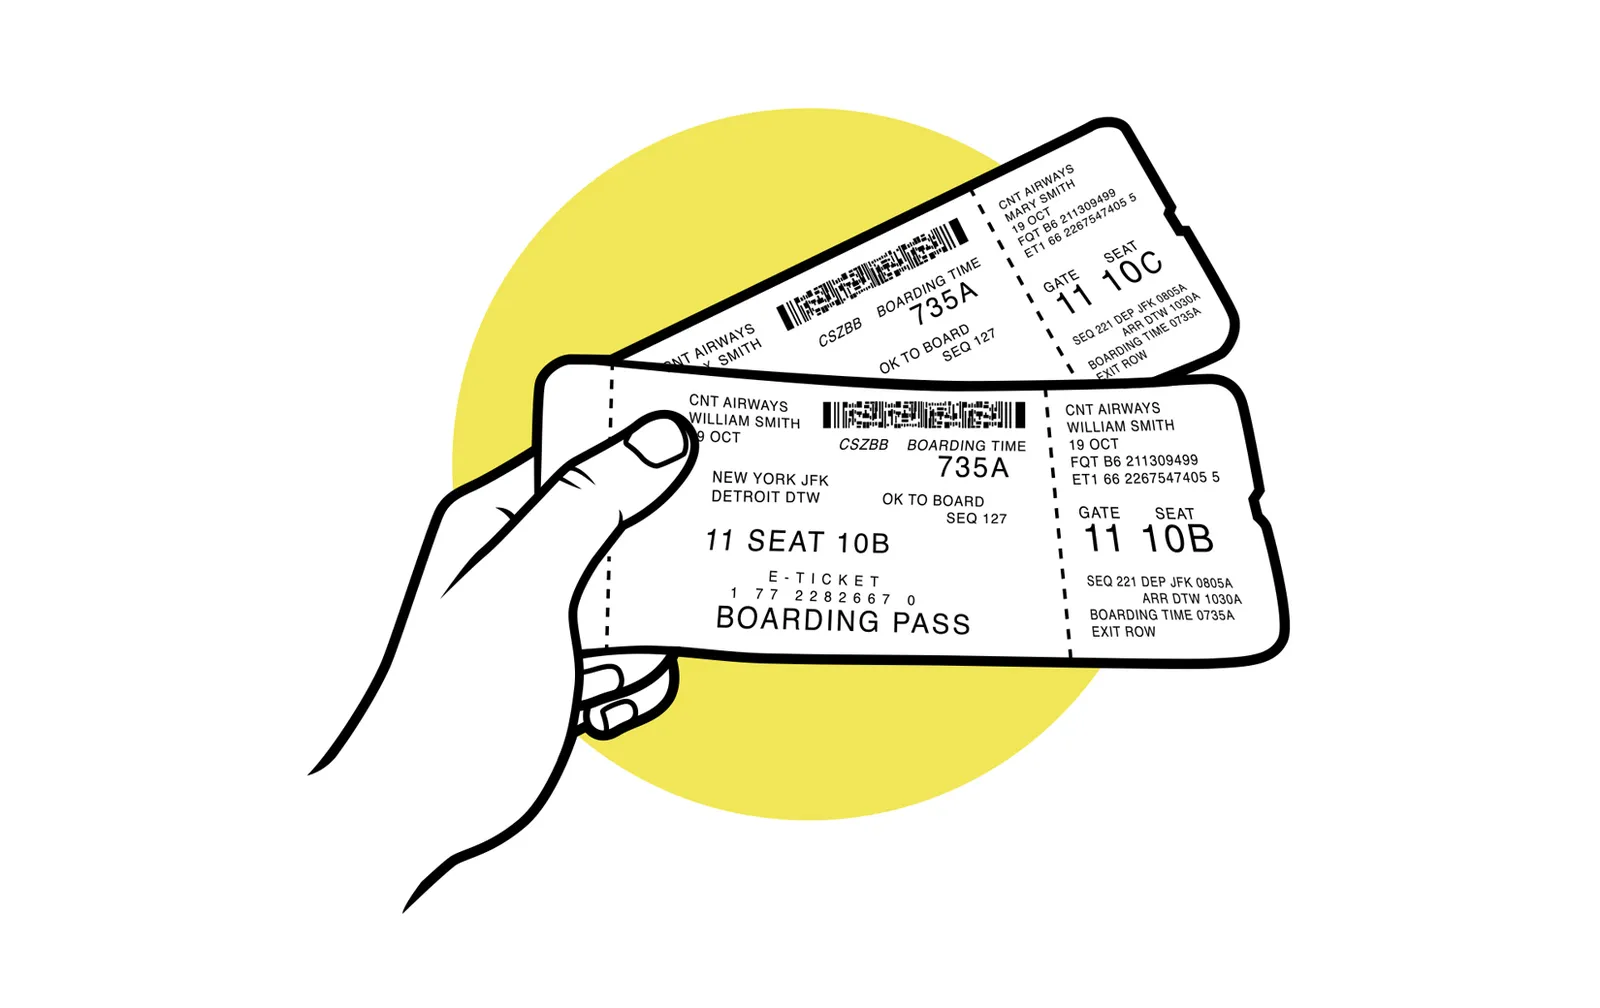 CNT AIRWAYS
SMITH
CSZBB BOARDING TIME
735A
OK TO BOARD
SEQ 127
CNT AIRWAYS
MARY SMITH
19 OCT
FQT B6 211309499
ET1 66 2267547405 5
GATE SEAT
11 10C
SEQ 221 DEP JFK 0805A
ARR DTW 1030A
BOARDING TIME 0735A
EXIT ROW
CNT AIRWAYS
WILLIAM SMITH
9 OCT
CSZBB BOARDING TIME
735A
NEW YORK JFK
DETROIT DTW
OK TO BOARD
SEQ 127
11 SEAT 10B
E-TICKET
1 77 2282667 0
BOARDING PASS
CNT AIRWAYS
WILLIAM SMITH
19 OCT
FQT B6 211309499
ET1 66 2267547405 5
GATE SEAT
11 10B
SEQ 221 DEP JFK 0805A
ARR DTW 1030A
BOARDING TIME 0735A
EXIT ROW